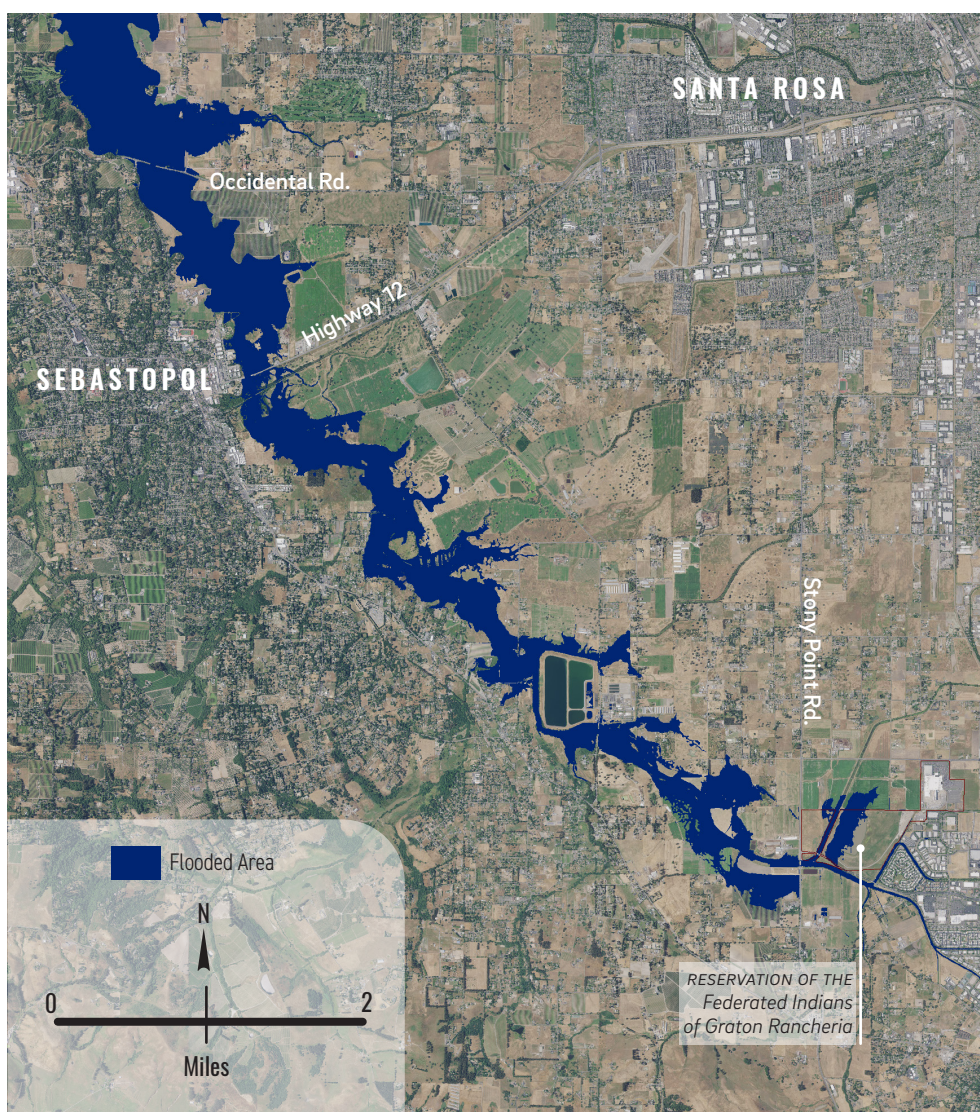 SANTA ROSA
Occidental Rd.
Highway 12
SEBASTOPOL
Stony Point Rd.
Flooded Area
N
0
2
Miles
RESERVATION OF THE
Federated Indians
of Graton Rancheria